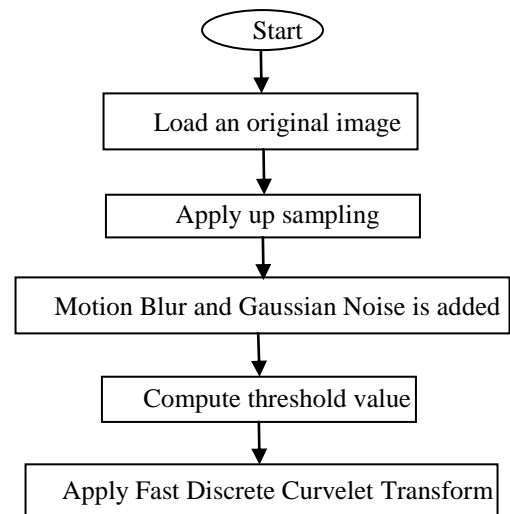 Start
Load an original image
Apply up sampling
Motion Blur and Gaussian Noise is added
Compute threshold value
Apply Fast Discrete Curvelet Transform